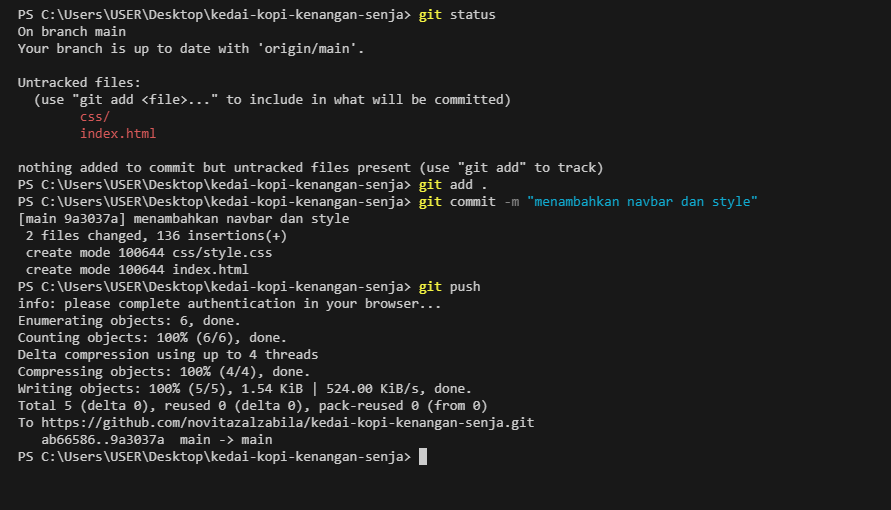 PS C:\Users\USER\Desktop\kedai-kopi-kenangan-senja> git status
On branch main
Your branch is up to date with 'origin/main'.
Untracked files:
  (use "git add <file>..." to include in what will be committed)
        css/
        index.html
nothing added to commit but untracked files present (use "git add" to track)
PS C:\Users\USER\Desktop\kedai-kopi-kenangan-senja> git add .
PS C:\Users\USER\Desktop\kedai-kopi-kenangan-senja> git commit -m "menambahkan navbar dan style"
[main 9a3037a] menambahkan navbar dan style
 2 files changed, 136 insertions(+)
 create mode 100644 css/style.css
 create mode 100644 index.html
PS C:\Users\USER\Desktop\kedai-kopi-kenangan-senja> git push
info: please complete authentication in your browser...
Enumerating objects: 6, done.
Counting objects: 100% (6/6), done.
Delta compression using up to 4 threads
Compressing objects: 100% (4/4), done.
Writing objects: 100% (5/5), 1.54 KiB | 524.00 KiB/s, done.
Total 5 (delta 0), reused 0 (delta 0), pack-reused 0 (from 0)
To https://github.com/novitazalzabila/kedai-kopi-kenangan-senja.git
   ab66586..9a3037a  main -> main
PS C:\Users\USER\Desktop\kedai-kopi-kenangan-senja>